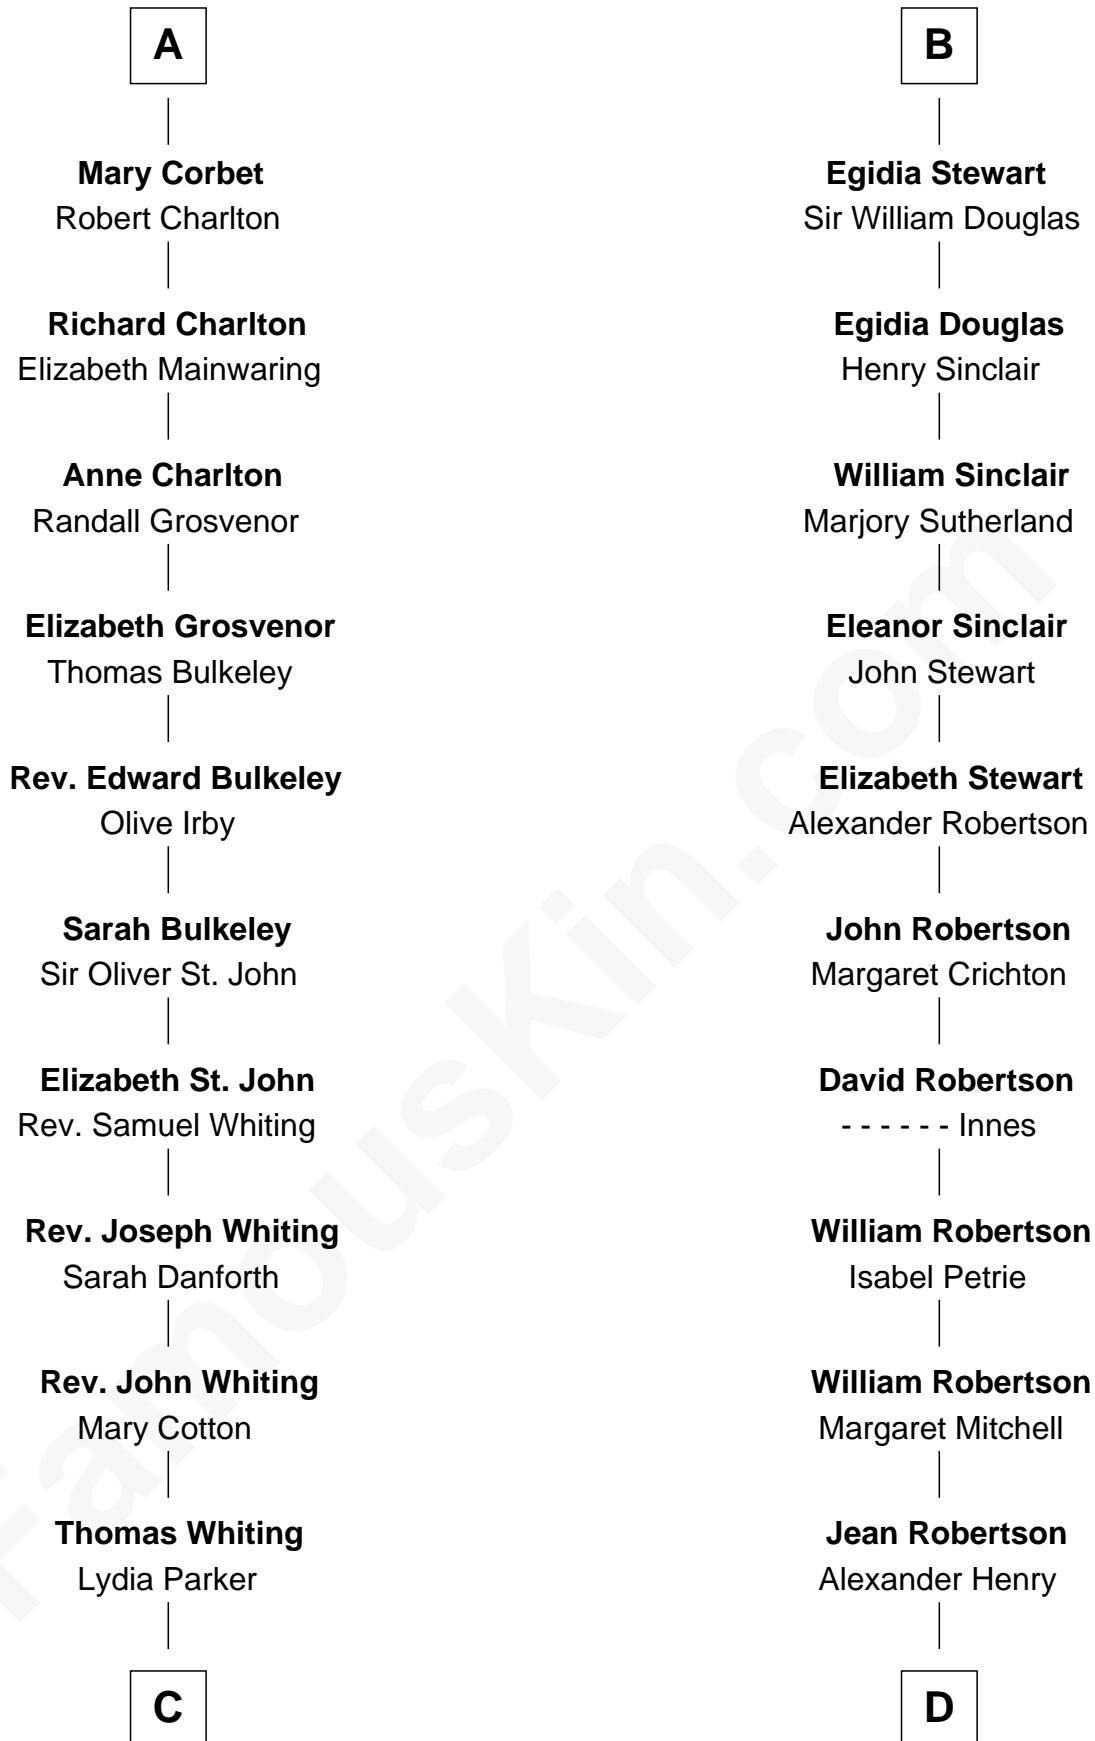 A
Mary Corbet
Robert Charlton
Richard Charlton
Elizabeth Mainwaring
Anne Charlton
Randall Grosvenor
Elizabeth Grosvenor
Thomas Bulkeley
Rev. Edward Bulkeley
Olive Irby
Sarah Bulkeley
Sir Oliver St. John
Elizabeth St. John
Rev. Samuel Whiting
Rev. Joseph Whiting
Sarah Danforth
Rev. John Whiting
Mary Cotton
Thomas Whiting
Lydia Parker
C
B
Egidia Stewart
Sir William Douglas
Egidia Douglas
Henry Sinclair
William Sinclair
Marjory Sutherland
Eleanor Sinclair
John Stewart
Elizabeth Stewart
Alexander Robertson
John Robertson
Margaret Crichton
David Robertson
- - - - - - Innes
William Robertson
Isabel Petrie
William Robertson
Margaret Mitchell
Jean Robertson
Alexander Henry
D
FamousKin.com